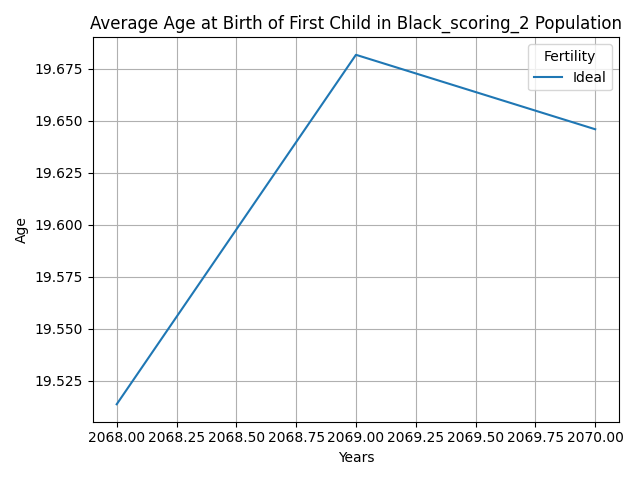 Average Age at Birth of First Child in Black_scoring_2 Population
Fertility
Ideal
19.675
19.650
19.625
19.600
19.575
19.550
19.525
Age
2068.00 2068.25 2068.50 2068.75 2069.00 2069.25 2069.50 2069.75 2070.00
Years